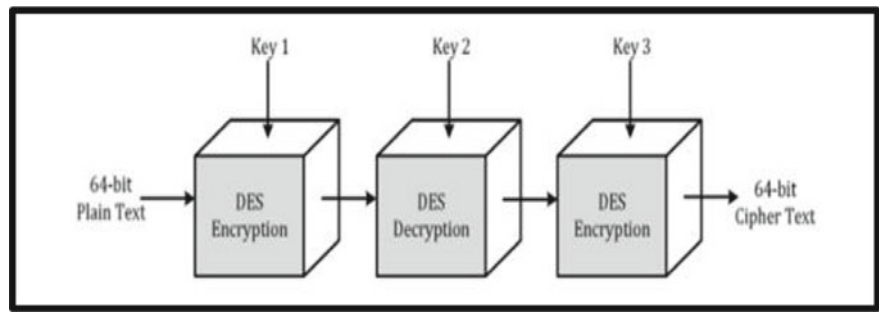 Key 1
Key 2
Key 3
64-bit
Plain Text
DES
Encryption
DES
Decryption
DES
Encryption
64-bit
Cipher Text